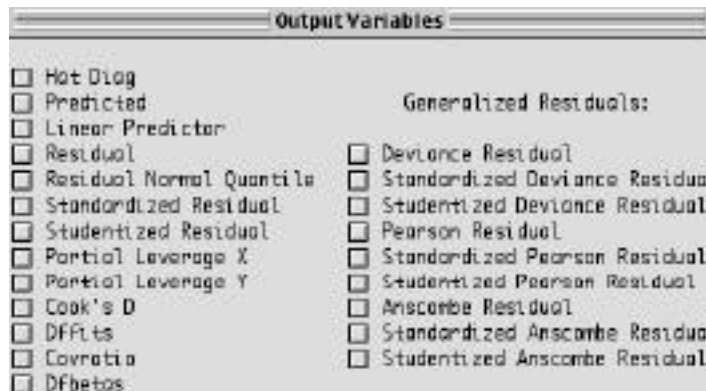 Output Variables
Hat Diag
Predicted
Linear Predictor
Residual
Residual Normal Quantile
Standardized Residual
Studentized Residual
Partial Leverage X
Partial Leverage Y
Cook's D
Dffits
Covratio
Dfbetas
Generalized Residuals:
Deviance Residual
Standardized Deviance Residua
Studentized Deviance Residual
Pearson Residual
Standardized Pearson Residua
Studentized Pearson Residual
Anscombe Residual
Standardized Anscombe Residua
Studentized Anscombe Residual